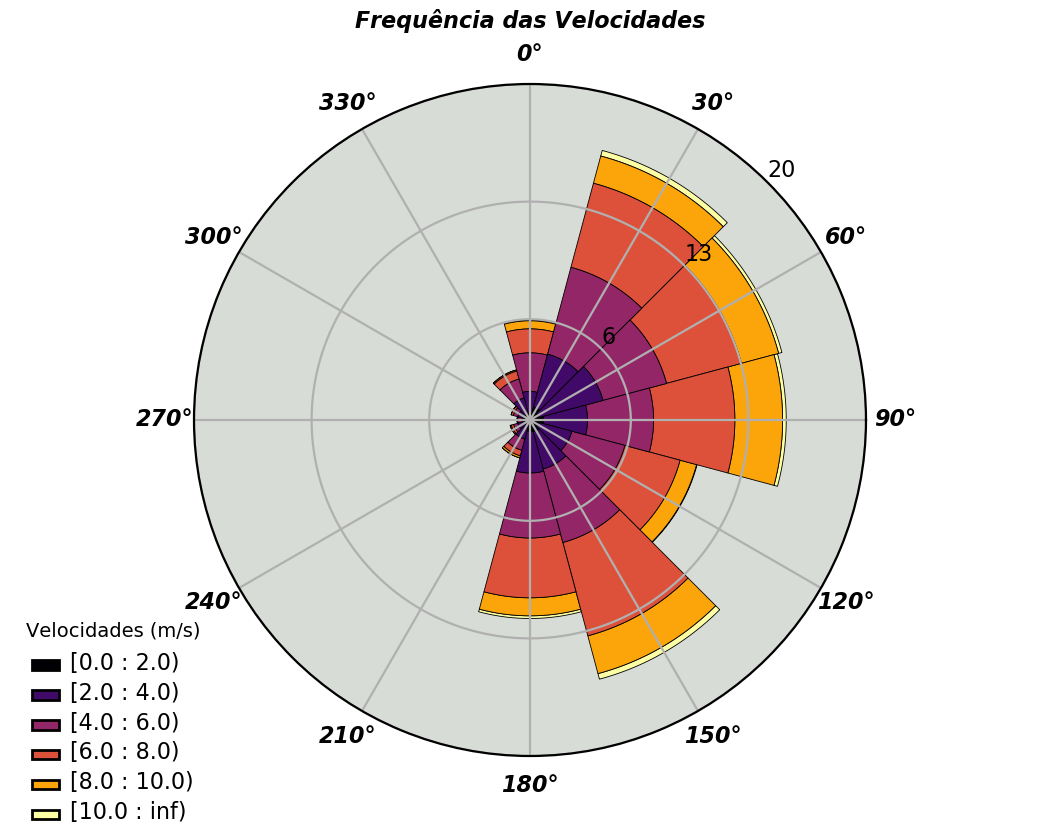 Frequência das Velocidades
0°
330°
30°
20
300°
60°
13
6
270°
90°
240°
120°
210°
150°
180°
Velocidades (m/s)
[0.0 : 2.0)
[2.0 : 4.0)
[4.0 : 6.0)
[6.0 : 8.0)
[8.0 : 10.0)
[10.0 : inf)